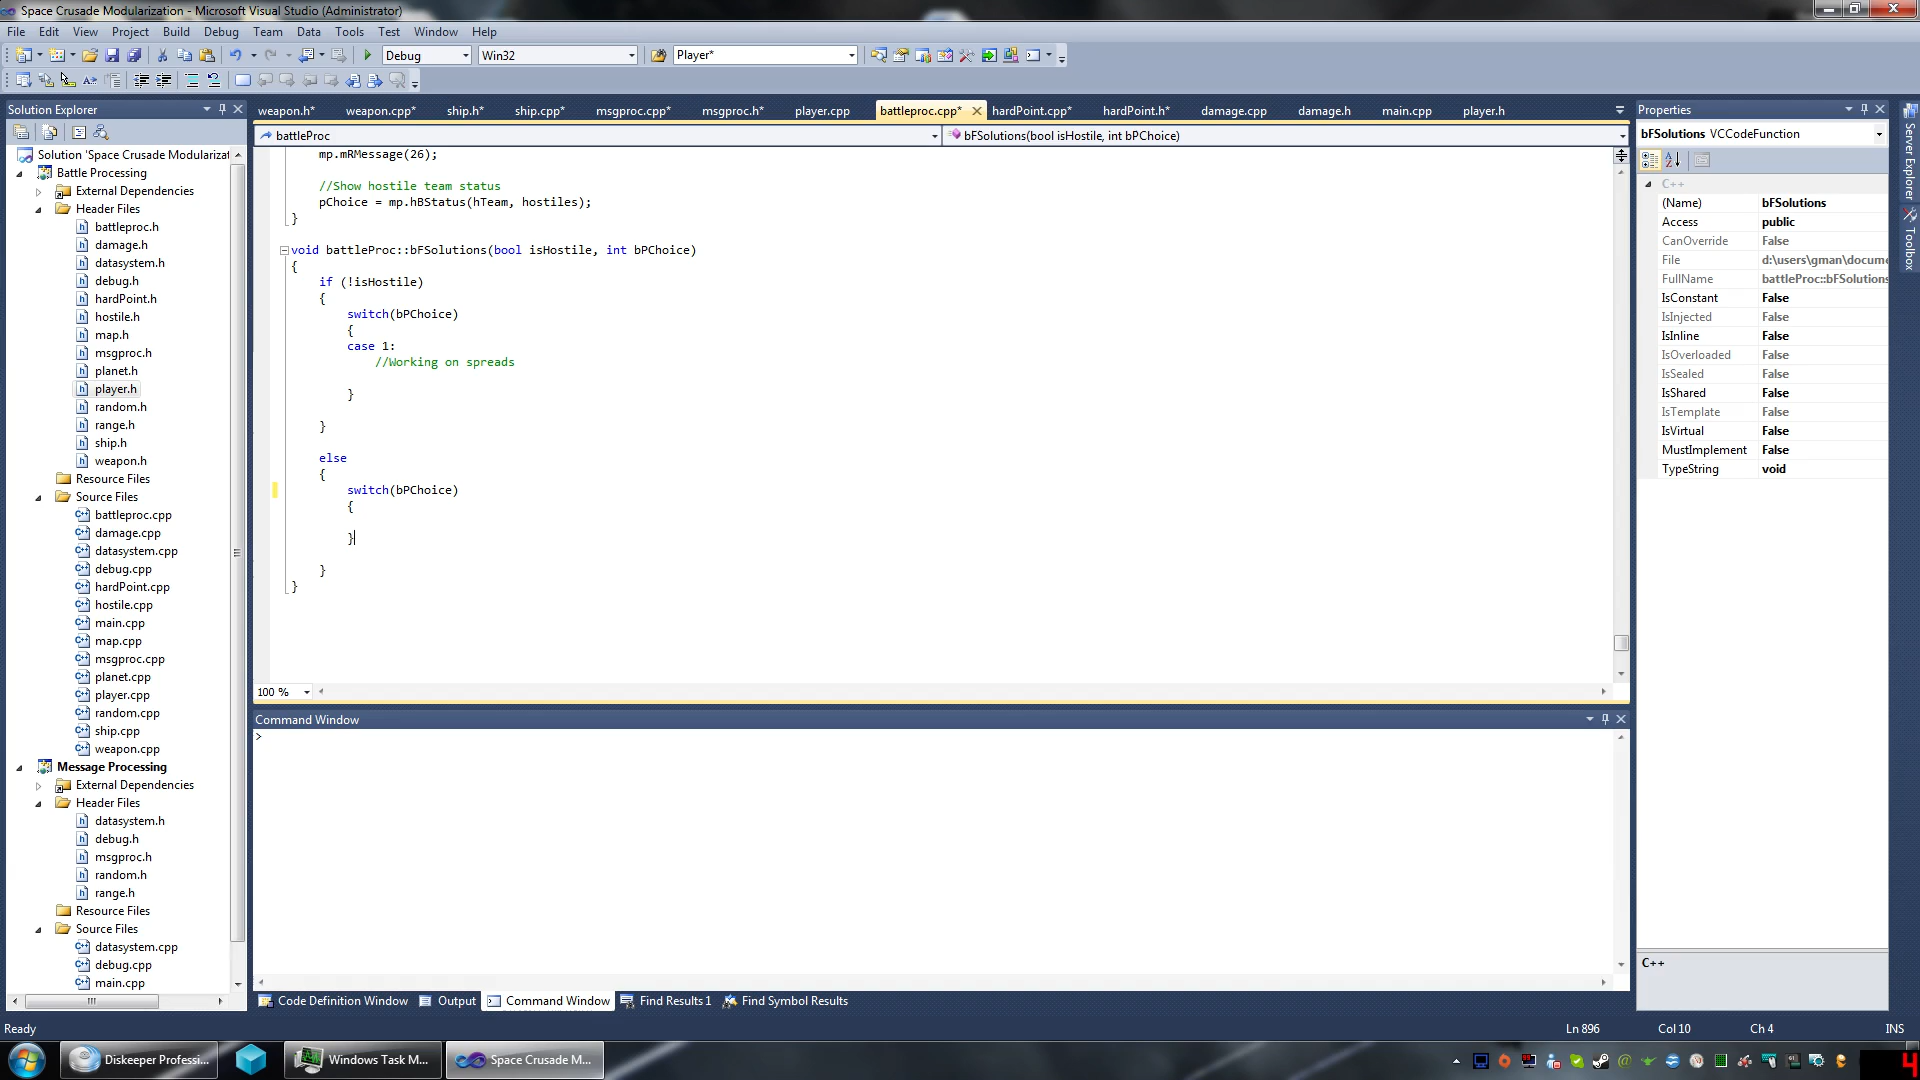 Space Crusade Modularization - Microsoft Visual Studio (Administrator)
File Edit View Project Build Debug Team Data Tools Test Window Help
Debug Win32 Player*
Solution Explorer
Solution 'Space Crusade Modularizat
Battle Processing
External Dependencies
Header Files
battleproc.h
damage.h
datasystem.h
debug.h
hardPoint.h
hostile.h
map.h
msgproc.h
planet.h
player.h
random.h
range.h
ship.h
weapon.h
Resource Files
Source Files
battleproc.cpp
damage.cpp
datasystem.cpp
debug.cpp
hardPoint.cpp
hostile.cpp
main.cpp
map.cpp
msgproc.cpp
planet.cpp
player.cpp
random.cpp
ship.cpp
weapon.cpp
Message Processing
External Dependencies
Header Files
datasystem.h
debug.h
msgproc.h
random.h
range.h
Resource Files
Source Files
datasystem.cpp
debug.cpp
main.cpp
weapon.h* weapon.cpp* ship.h* ship.cpp* msgproc.cpp* msgproc.h* player.cpp battleproc.cpp* hardPoint.cpp* hardPoint.h* damage.cpp damage.h main.cpp player.h
battleProc bFSolutions(bool isHostile, int bPChoice)
mp.mRMessage(26);
//Show hostile team status
pChoice = mp.hBStatus(hTeam, hostiles);
}
void battleProc::bFSolutions(bool isHostile, int bPChoice)
{
if (!isHostile)
{
switch(bPChoice)
{
case 1:
//Working on spreads
}
}
else
{
switch(bPChoice)
{
}
}
}
100 %
Command Window
>
Code Definition Window Output Command Window Find Results 1 Find Symbol Results
Properties
bFSolutions VCCodeFunction
C++
(Name) bFSolutions
Access public
CanOverride False
File d:\users\gman\docume
FullName battleProc::bFSolutions
IsConstant False
IsInjected False
IsInline False
IsOverloaded False
IsSealed False
IsShared False
IsTemplate False
IsVirtual False
MustImplement False
TypeString void
C++
Server Explorer
Toolbox
Ready Ln 896 Col 10 Ch 4 INS
Diskeeper Professi... Windows Task M... Space Crusade M...
4